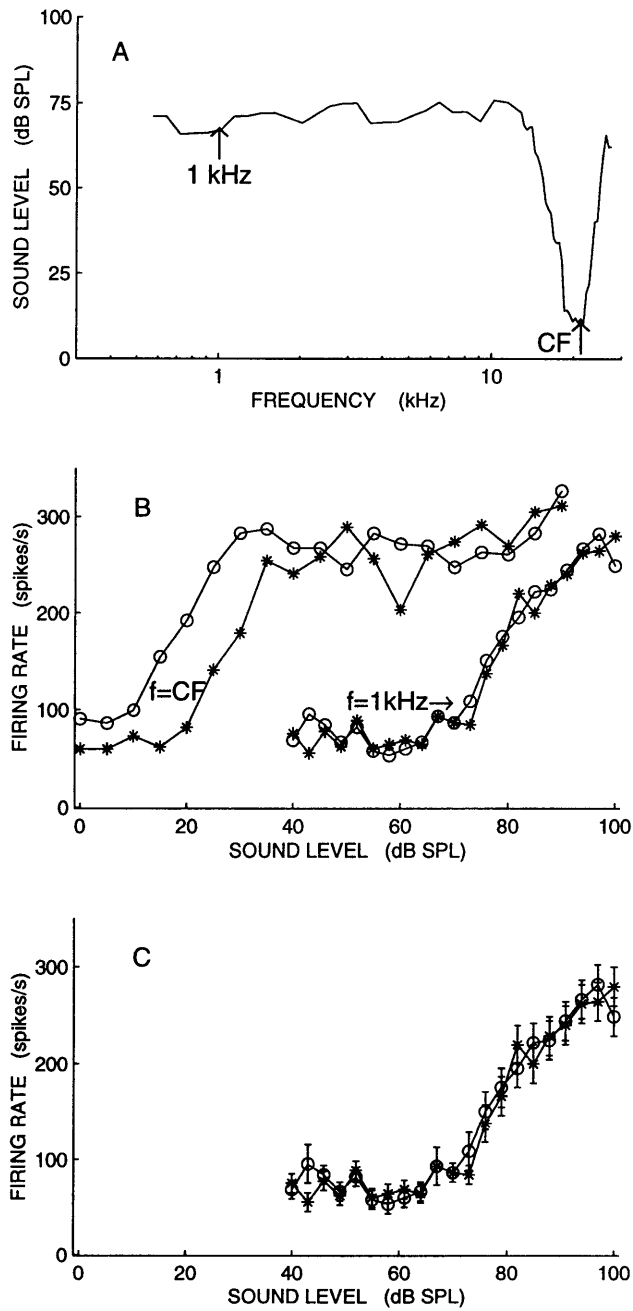 A
SOUND LEVEL (dB SPL)
100
75
50
25
0
1 kHz
CF
1
10
FREQUENCY (kHz)
B
FIRING RATE (spikes/s)
300
200
100
0
f=CF
f=1kHz→
0
20
40
60
80
100
SOUND LEVEL (dB SPL)
C
FIRING RATE (spikes/s)
300
200
100
0
0
20
40
60
80
100
SOUND LEVEL (dB SPL)